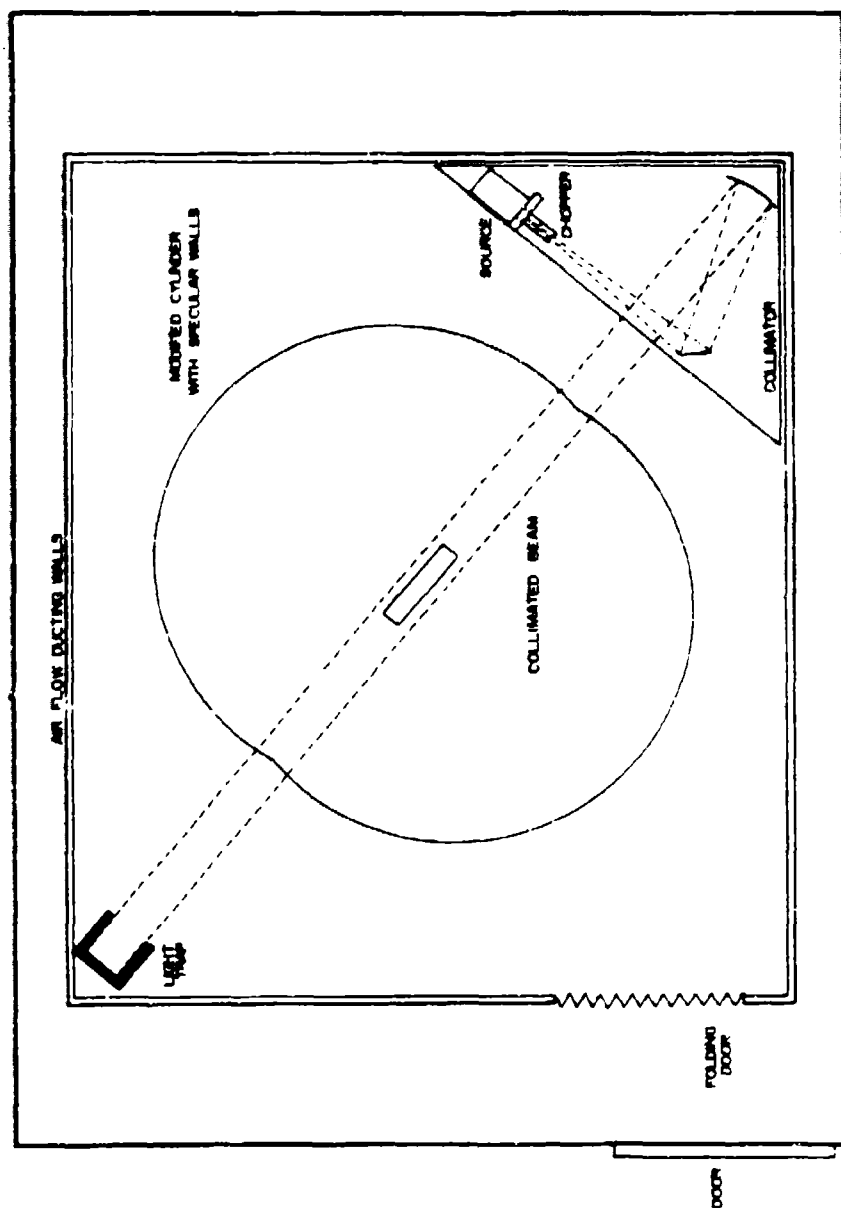 AIR FLOW DUCTING WALLS
MODIFIED CYLINDER
WITH SPECULAR WALLS
SOURCE
CHOPPER
COLLIMATOR
COLLIMATED BEAM
LIGHT
TRAP
FOLDING
DOOR
DOOR